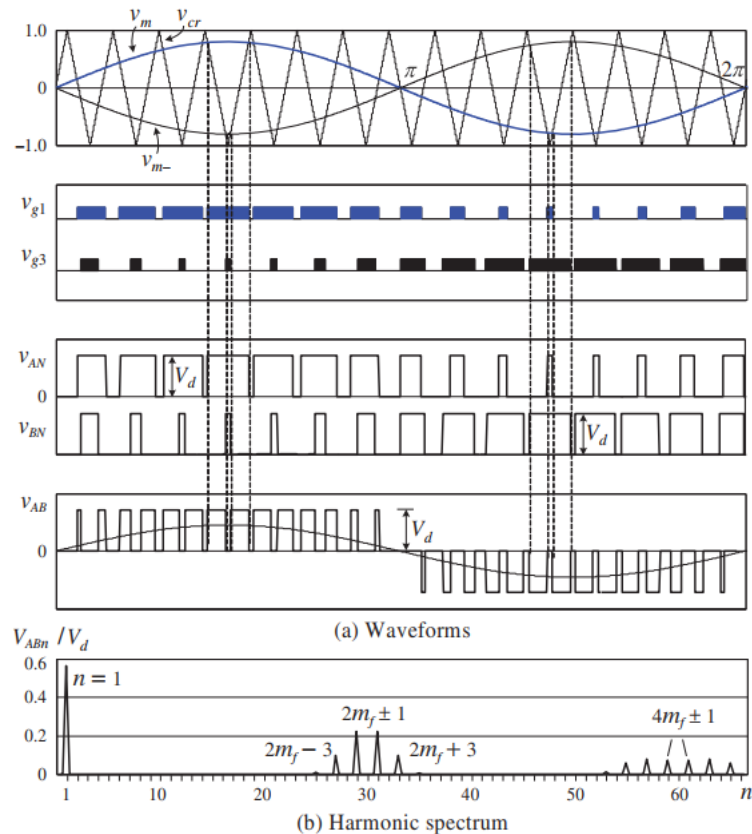 v_m v_cr
1.0
0
π
2π
v_m−
−1.0
v_g1
v_g3
v_AN
V_d
0
v_BN
V_d
v_AB
V_d
0
(a) Waveforms
V_ABn / V_d
0.6
n = 1
0.4
2m_f ± 1
4m_f ± 1
0.2
2m_f − 3
2m_f + 3
0
1 10 20 30 40 50 60 n
(b) Harmonic spectrum